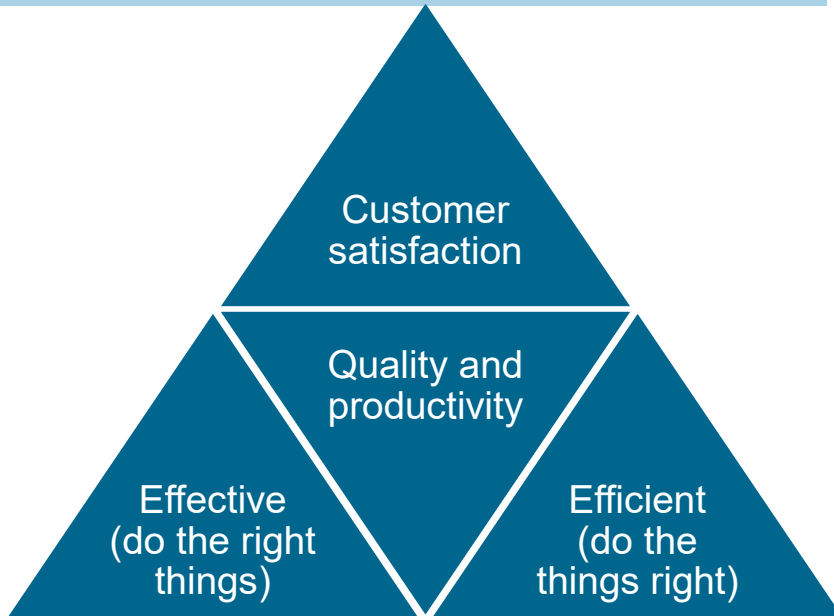 Customer
satisfaction
Quality and
productivity
Effective
(do the right
things)
Efficient
(do the
things right)